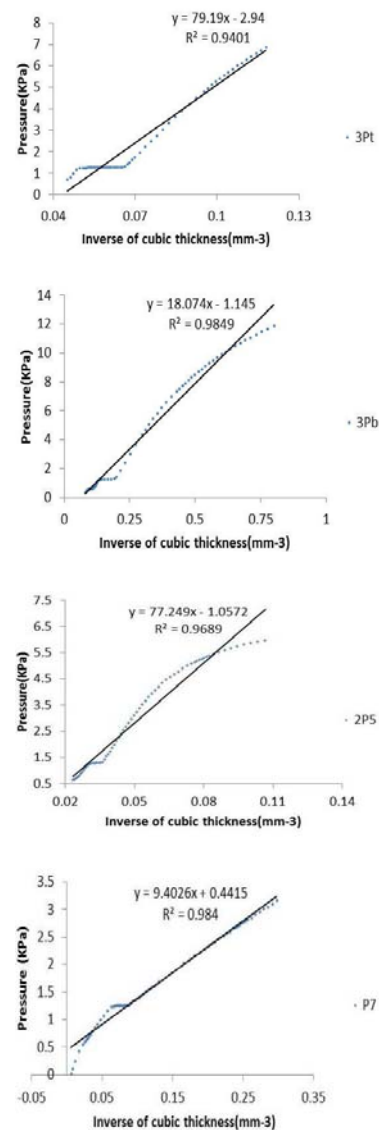 y = 79.19x - 2.94
R² = 0.9401
Pressure(KPa)
8
7
6
5
4
3
2
1
0
0.04 0.07 0.1 0.13
Inverse of cubic thickness(mm-3)
3Pt
y = 18.074x - 1.145
R² = 0.9849
Pressure(KPa)
14
12
10
8
6
4
2
0
0 0.25 0.5 0.75 1
Inverse of cubic thickness(mm-3)
3Pb
y = 77.249x - 1.0572
R² = 0.9689
Pressure(KPa)
7.5
6.5
5.5
4.5
3.5
2.5
1.5
0.5
0.02 0.05 0.08 0.11 0.14
Inverse of cubic thickness(mm-3)
2P5
y = 9.4026x + 0.4415
R² = 0.984
Pressure (KPa)
3.5
3
2.5
2
1.5
1
0.5
0
-0.05 0.05 0.15 0.25 0.35
Inverse of cubic thickness(mm-3)
P7